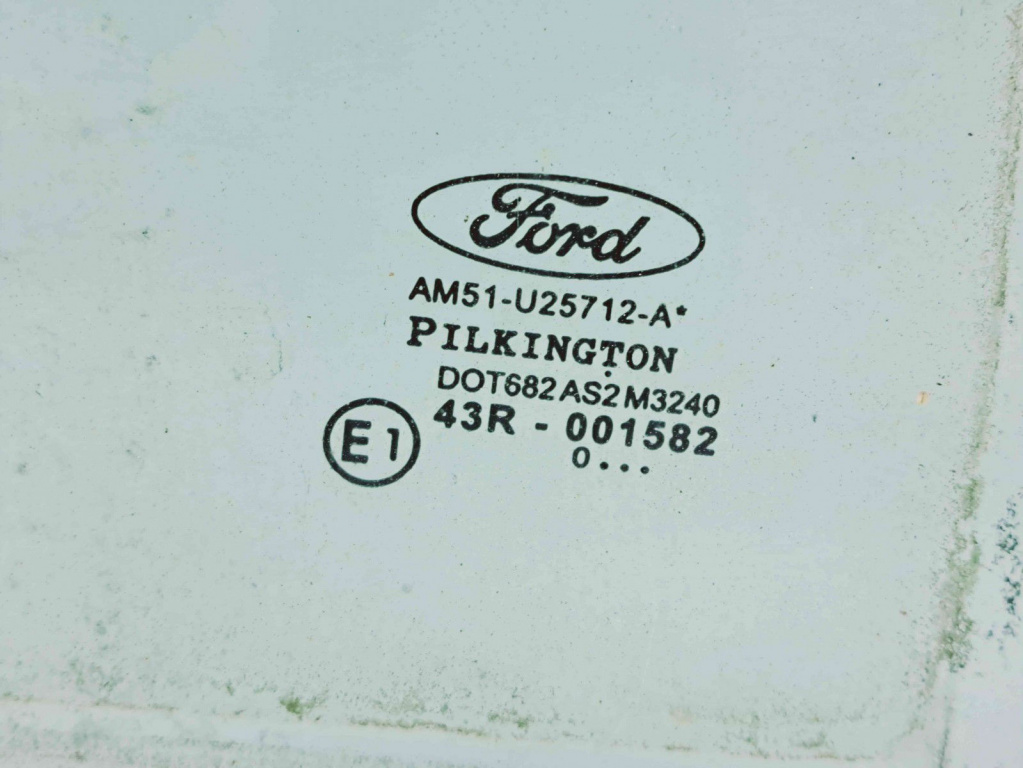 Ford
AM51-U25712-A*
PILKINGTON
DOT682 AS2 M3240
E1
43R - 001582
0...